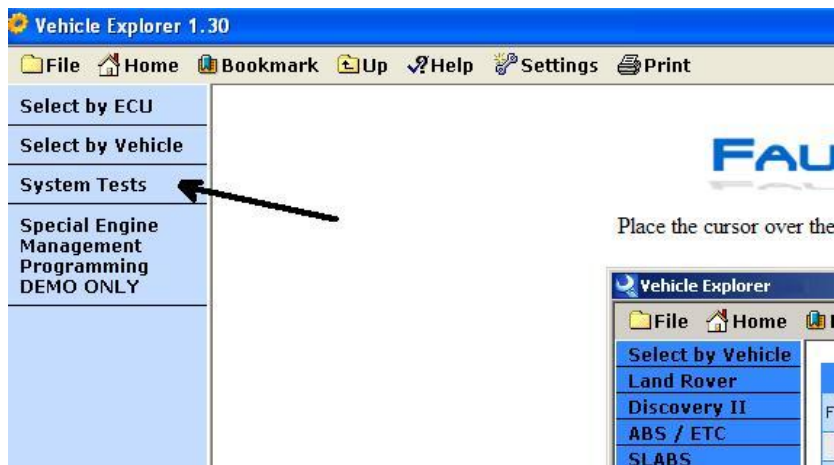 Vehicle Explorer 1.30
File Home Bookmark Up Help Settings Print
Select by ECU
Select by Vehicle
System Tests
Special Engine
Management
Programming
DEMO ONLY
Place the cursor over the
Vehicle Explorer
File Home
Select by Vehicle
Land Rover
Discovery II
ABS / ETC
SLABS